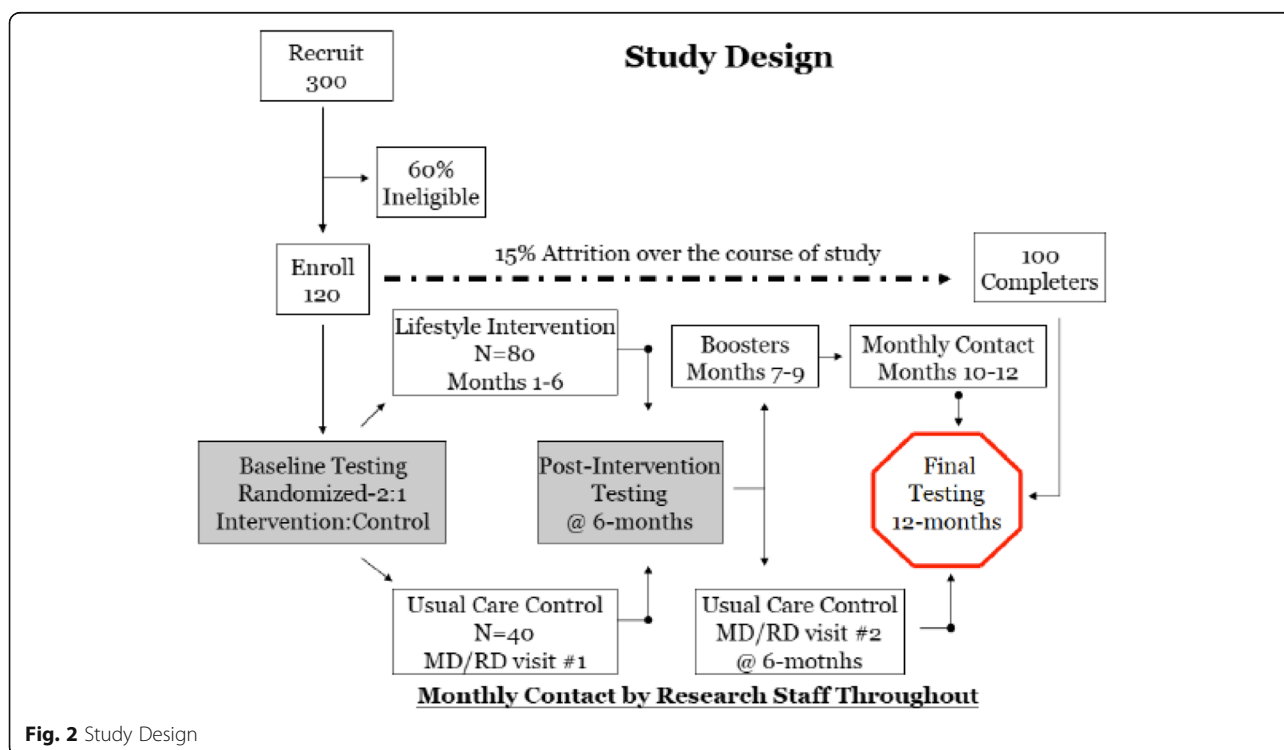 Study Design
Recruit
300
60%
Ineligible
Enroll
120
15% Attrition over the course of study
100
Completers
Lifestyle Intervention
N=80
Months 1-6
Boosters
Months 7-9
Monthly Contact
Months 10-12
Baseline Testing
Randomized-2:1
Intervention:Control
Post-Intervention
Testing
@ 6-months
Final
Testing
12-months
Usual Care Control
N=40
MD/RD visit #1
Usual Care Control
MD/RD visit #2
@ 6-motnhs
Monthly Contact by Research Staff Throughout
Fig. 2 Study Design